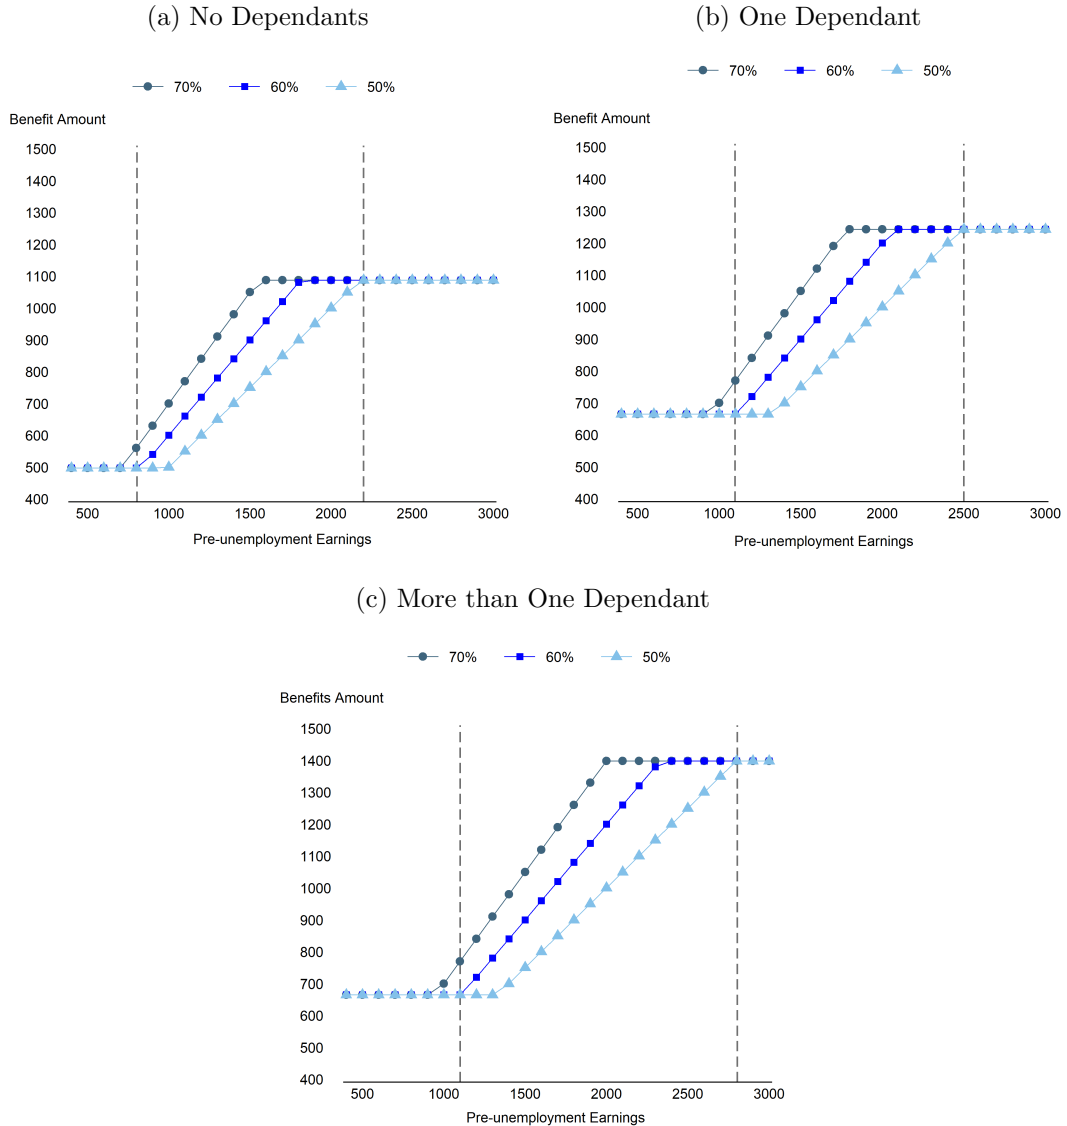 (a) No Dependants
70% 60% 50%
Benefit Amount
1500
1400
1300
1200
1100
1000
900
800
700
600
500
400
500 1000 1500 2000 2500 3000
Pre-unemployment Earnings
(b) One Dependant
70% 60% 50%
Benefit Amount
1500
1400
1300
1200
1100
1000
900
800
700
600
500
400
500 1000 1500 2000 2500 3000
Pre-unemployment Earnings
(c) More than One Dependant
70% 60% 50%
Benefits Amount
1500
1400
1300
1200
1100
1000
900
800
700
600
500
400
500 1000 1500 2000 2500 3000
Pre-unemployment Earnings